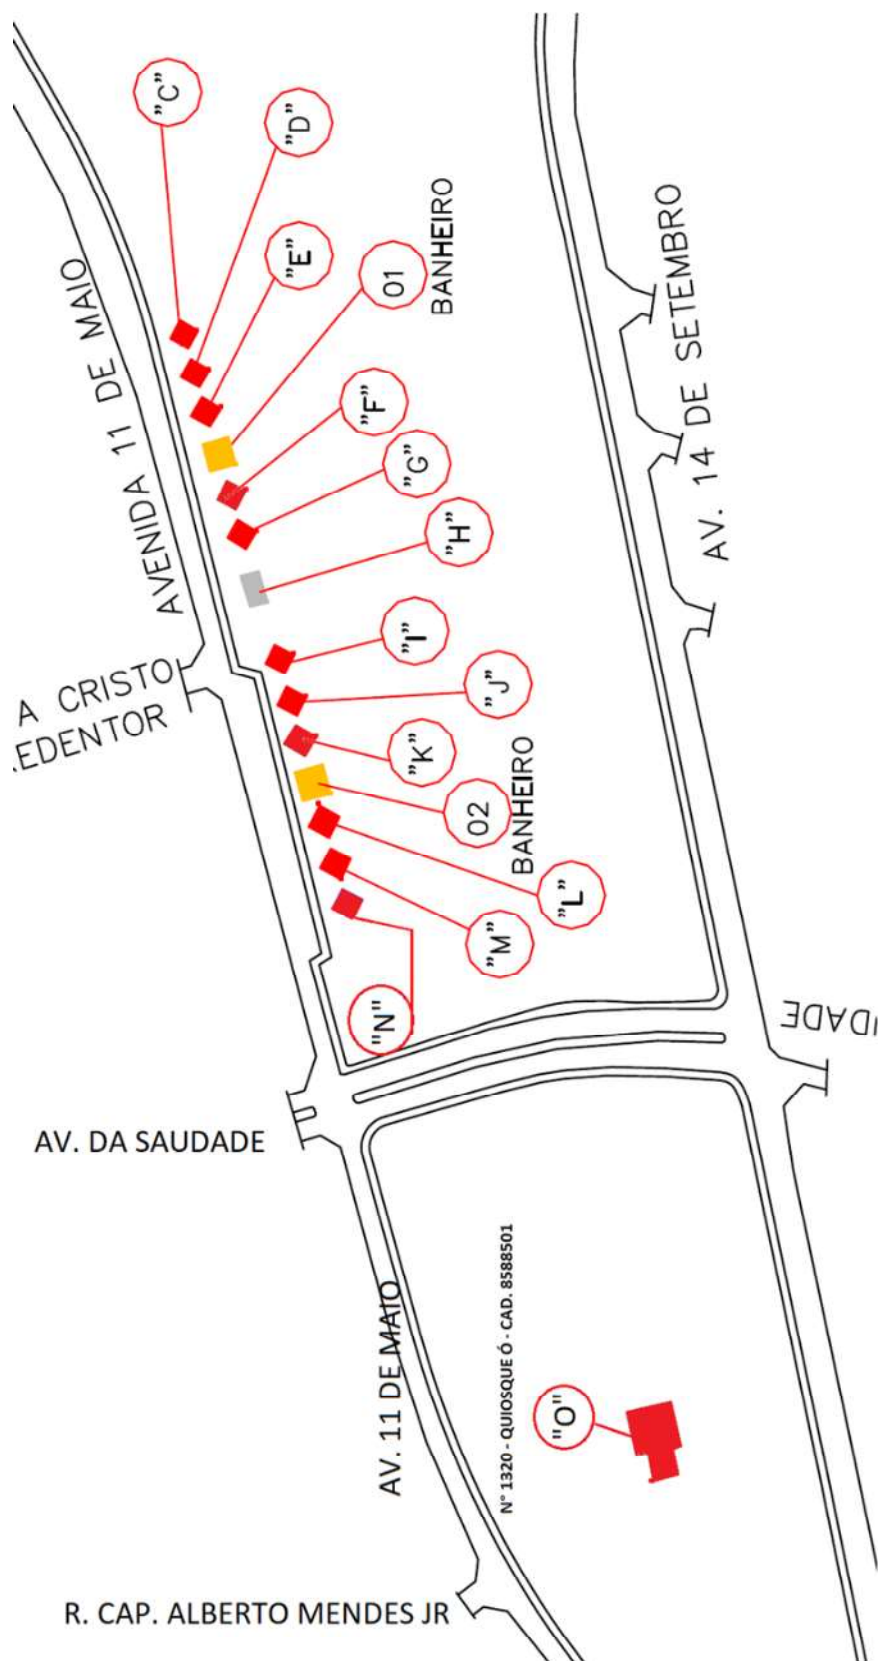 "C"
"D"
"E"
01
BANHEIRO
AVENIDA 11 DE MAIO
"F"
"G"
"H"
AV. 14 DE SETEMBRO
"I"
A CRISTO
EDENTOR
"J"
"K"
02
BANHEIRO
"L"
"M"
"N"
IDADE
AV. DA SAUDADE
AV. 11 DE MAIO
N° 1320 - QUIOSQUE Ó - CAD. 8588501
"O"
R. CAP. ALBERTO MENDES JR